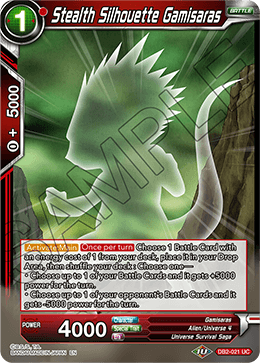 1
Stealth Silhouette Gamisaras
BATTLE
0 + 5000
SAMPLE
Activate:Main Once per turn Choose 1 Battle Card with
an energy cost of 1 from your deck, place it in your Drop
Area, then shuffle your deck: Choose one—
・Choose up to 1 of your Battle Cards and it gets +5000
power for the turn.
・Choose up to 1 of your opponent's Battle Cards and it
gets -5000 power for the turn.
POWER
4000
Character
Gamisaras
Special Trait
Alien/Universe 4
Era
Universe Survival Saga
DB2-021 UC